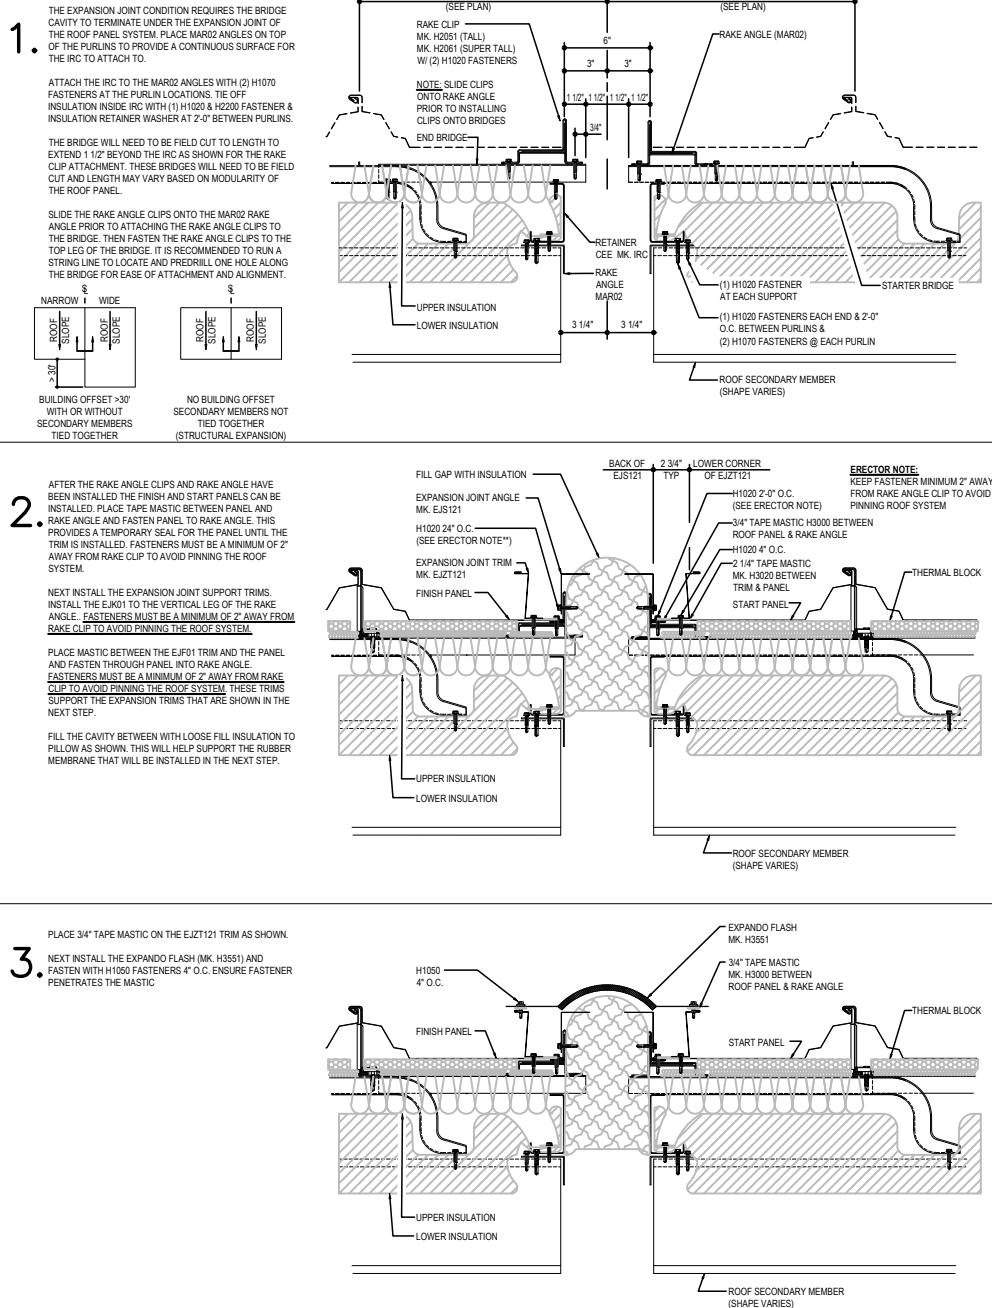 1.
THE EXPANSION JOINT CONDITION REQUIRES THE BRIDGE
CAVITY TO TERMINATE UNDER THE EXPANSION JOINT OF
THE ROOF PANEL SYSTEM. PLACE MAR02 ANGLES ON TOP
OF THE PURLINS TO PROVIDE A CONTINUOUS SURFACE FOR
THE IRC TO ATTACH TO.
ATTACH THE IRC TO THE MAR02 ANGLES WITH (2) H1070
FASTENERS AT THE PURLIN LOCATIONS. TIE OFF
INSULATION INSIDE IRC WITH (1) H1020 & H2200 FASTENER &
INSULATION RETAINER WASHER AT 2'-0" BETWEEN PURLINS.
THE BRIDGE WILL NEED TO BE FIELD CUT TO LENGTH TO
EXTEND 1 1/2" BEYOND THE IRC AS SHOWN FOR THE RAKE
CLIP ATTACHMENT. THESE BRIDGES WILL NEED TO BE FIELD
CUT AND LENGTH MAY VARY BASED ON MODULARITY OF
THE ROOF PANEL.
SLIDE THE RAKE ANGLE CLIPS ONTO THE MAR02 RAKE
ANGLE PRIOR TO ATTACHING THE RAKE ANGLE CLIPS TO
THE BRIDGE. THEN FASTEN THE RAKE ANGLE CLIPS TO THE
TOP LEG OF THE BRIDGE. IT IS RECOMMENDED TO RUN A
STRING LINE TO LOCATE AND PREDRILL ONE HOLE ALONG
THE BRIDGE FOR EASE OF ATTACHMENT AND ALIGNMENT.
NARROW
WIDE
ROOF
SLOPE
ROOF
SLOPE
> 30'
BUILDING OFFSET >30'
WITH OR WITHOUT
SECONDARY MEMBERS
TIED TOGETHER
ROOF
SLOPE
ROOF
SLOPE
NO BUILDING OFFSET
SECONDARY MEMBERS NOT
TIED TOGETHER
(STRUCTURAL EXPANSION)
(SEE PLAN)
(SEE PLAN)
RAKE CLIP
MK. H2051 (TALL)
MK. H2061 (SUPER TALL)
W/ (2) H1020 FASTENERS
NOTE: SLIDE CLIPS
ONTO RAKE ANGLE
PRIOR TO INSTALLING
CLIPS ONTO BRIDGES
END BRIDGE
6"
3"
3"
1 1/2"
1 1/2"
1 1/2"
1 1/2"
3/4"
RAKE ANGLE (MAR02)
RETAINER
CEE MK. IRC
RAKE
ANGLE
MAR02
3 1/4"
3 1/4"
UPPER INSULATION
LOWER INSULATION
STARTER BRIDGE
(1) H1020 FASTENER
AT EACH SUPPORT
(1) H1020 FASTENERS EACH END & 2'-0"
O.C. BETWEEN PURLINS &
(2) H1070 FASTENERS @ EACH PURLIN
ROOF SECONDARY MEMBER
(SHAPE VARIES)
2.
AFTER THE RAKE ANGLE CLIPS AND RAKE ANGLE HAVE
BEEN INSTALLED THE FINISH AND START PANELS CAN BE
INSTALLED. PLACE TAPE MASTIC BETWEEN PANEL AND
RAKE ANGLE AND FASTEN PANEL TO RAKE ANGLE. THIS
PROVIDES A TEMPORARY SEAL FOR THE PANEL UNTIL THE
TRIM IS INSTALLED. FASTENERS MUST BE A MINIMUM OF 2"
AWAY FROM RAKE CLIP TO AVOID PINNING THE ROOF
SYSTEM.
NEXT INSTALL THE EXPANSION JOINT SUPPORT TRIMS.
INSTALL THE EJK01 TO THE VERTICAL LEG OF THE RAKE
ANGLE.. FASTENERS MUST BE A MINIMUM OF 2" AWAY FROM
RAKE CLIP TO AVOID PINNING THE ROOF SYSTEM.
PLACE MASTIC BETWEEN THE EJF01 TRIM AND THE PANEL
AND FASTEN THROUGH PANEL INTO RAKE ANGLE.
FASTENERS MUST BE A MINIMUM OF 2" AWAY FROM RAKE
CLIP TO AVOID PINNING THE ROOF SYSTEM. THESE TRIMS
SUPPORT THE EXPANSION TRIMS THAT ARE SHOWN IN THE
NEXT STEP.
FILL THE CAVITY BETWEEN WITH LOOSE FILL INSULATION TO
PILLOW AS SHOWN. THIS WILL HELP SUPPORT THE RUBBER
MEMBRANE THAT WILL BE INSTALLED IN THE NEXT STEP.
FILL GAP WITH INSULATION
EXPANSION JOINT ANGLE
MK. EJS121
H1020 24" O.C.
(SEE ERECTOR NOTE**)
EXPANSION JOINT TRIM
MK. EJZT121
FINISH PANEL
BACK OF
EJS121
2 3/4"
TYP
LOWER CORNER
OF EJZT121
H1020 2'-0" O.C.
(SEE ERECTOR NOTE)
3/4" TAPE MASTIC H3000 BETWEEN
ROOF PANEL & RAKE ANGLE
H1020 4" O.C.
2 1/4" TAPE MASTIC
MK. H3020 BETWEEN
TRIM & PANEL
START PANEL
ERECTOR NOTE:
KEEP FASTENER MINIMUM 2" AWAY
FROM RAKE ANGLE CLIP TO AVOID
PINNING ROOF SYSTEM
THERMAL BLOCK
UPPER INSULATION
LOWER INSULATION
ROOF SECONDARY MEMBER
(SHAPE VARIES)
3.
PLACE 3/4" TAPE MASTIC ON THE EJZT121 TRIM AS SHOWN.
NEXT INSTALL THE EXPANDO FLASH (MK. H3551) AND
FASTEN WITH H1050 FASTENERS 4" O.C. ENSURE FASTENER
PENETRATES THE MASTIC
H1050
4" O.C.
FINISH PANEL
EXPANDO FLASH
MK. H3551
3/4" TAPE MASTIC
MK. H3000 BETWEEN
ROOF PANEL & RAKE ANGLE
THERMAL BLOCK
START PANEL
UPPER INSULATION
LOWER INSULATION
ROOF SECONDARY MEMBER
(SHAPE VARIES)